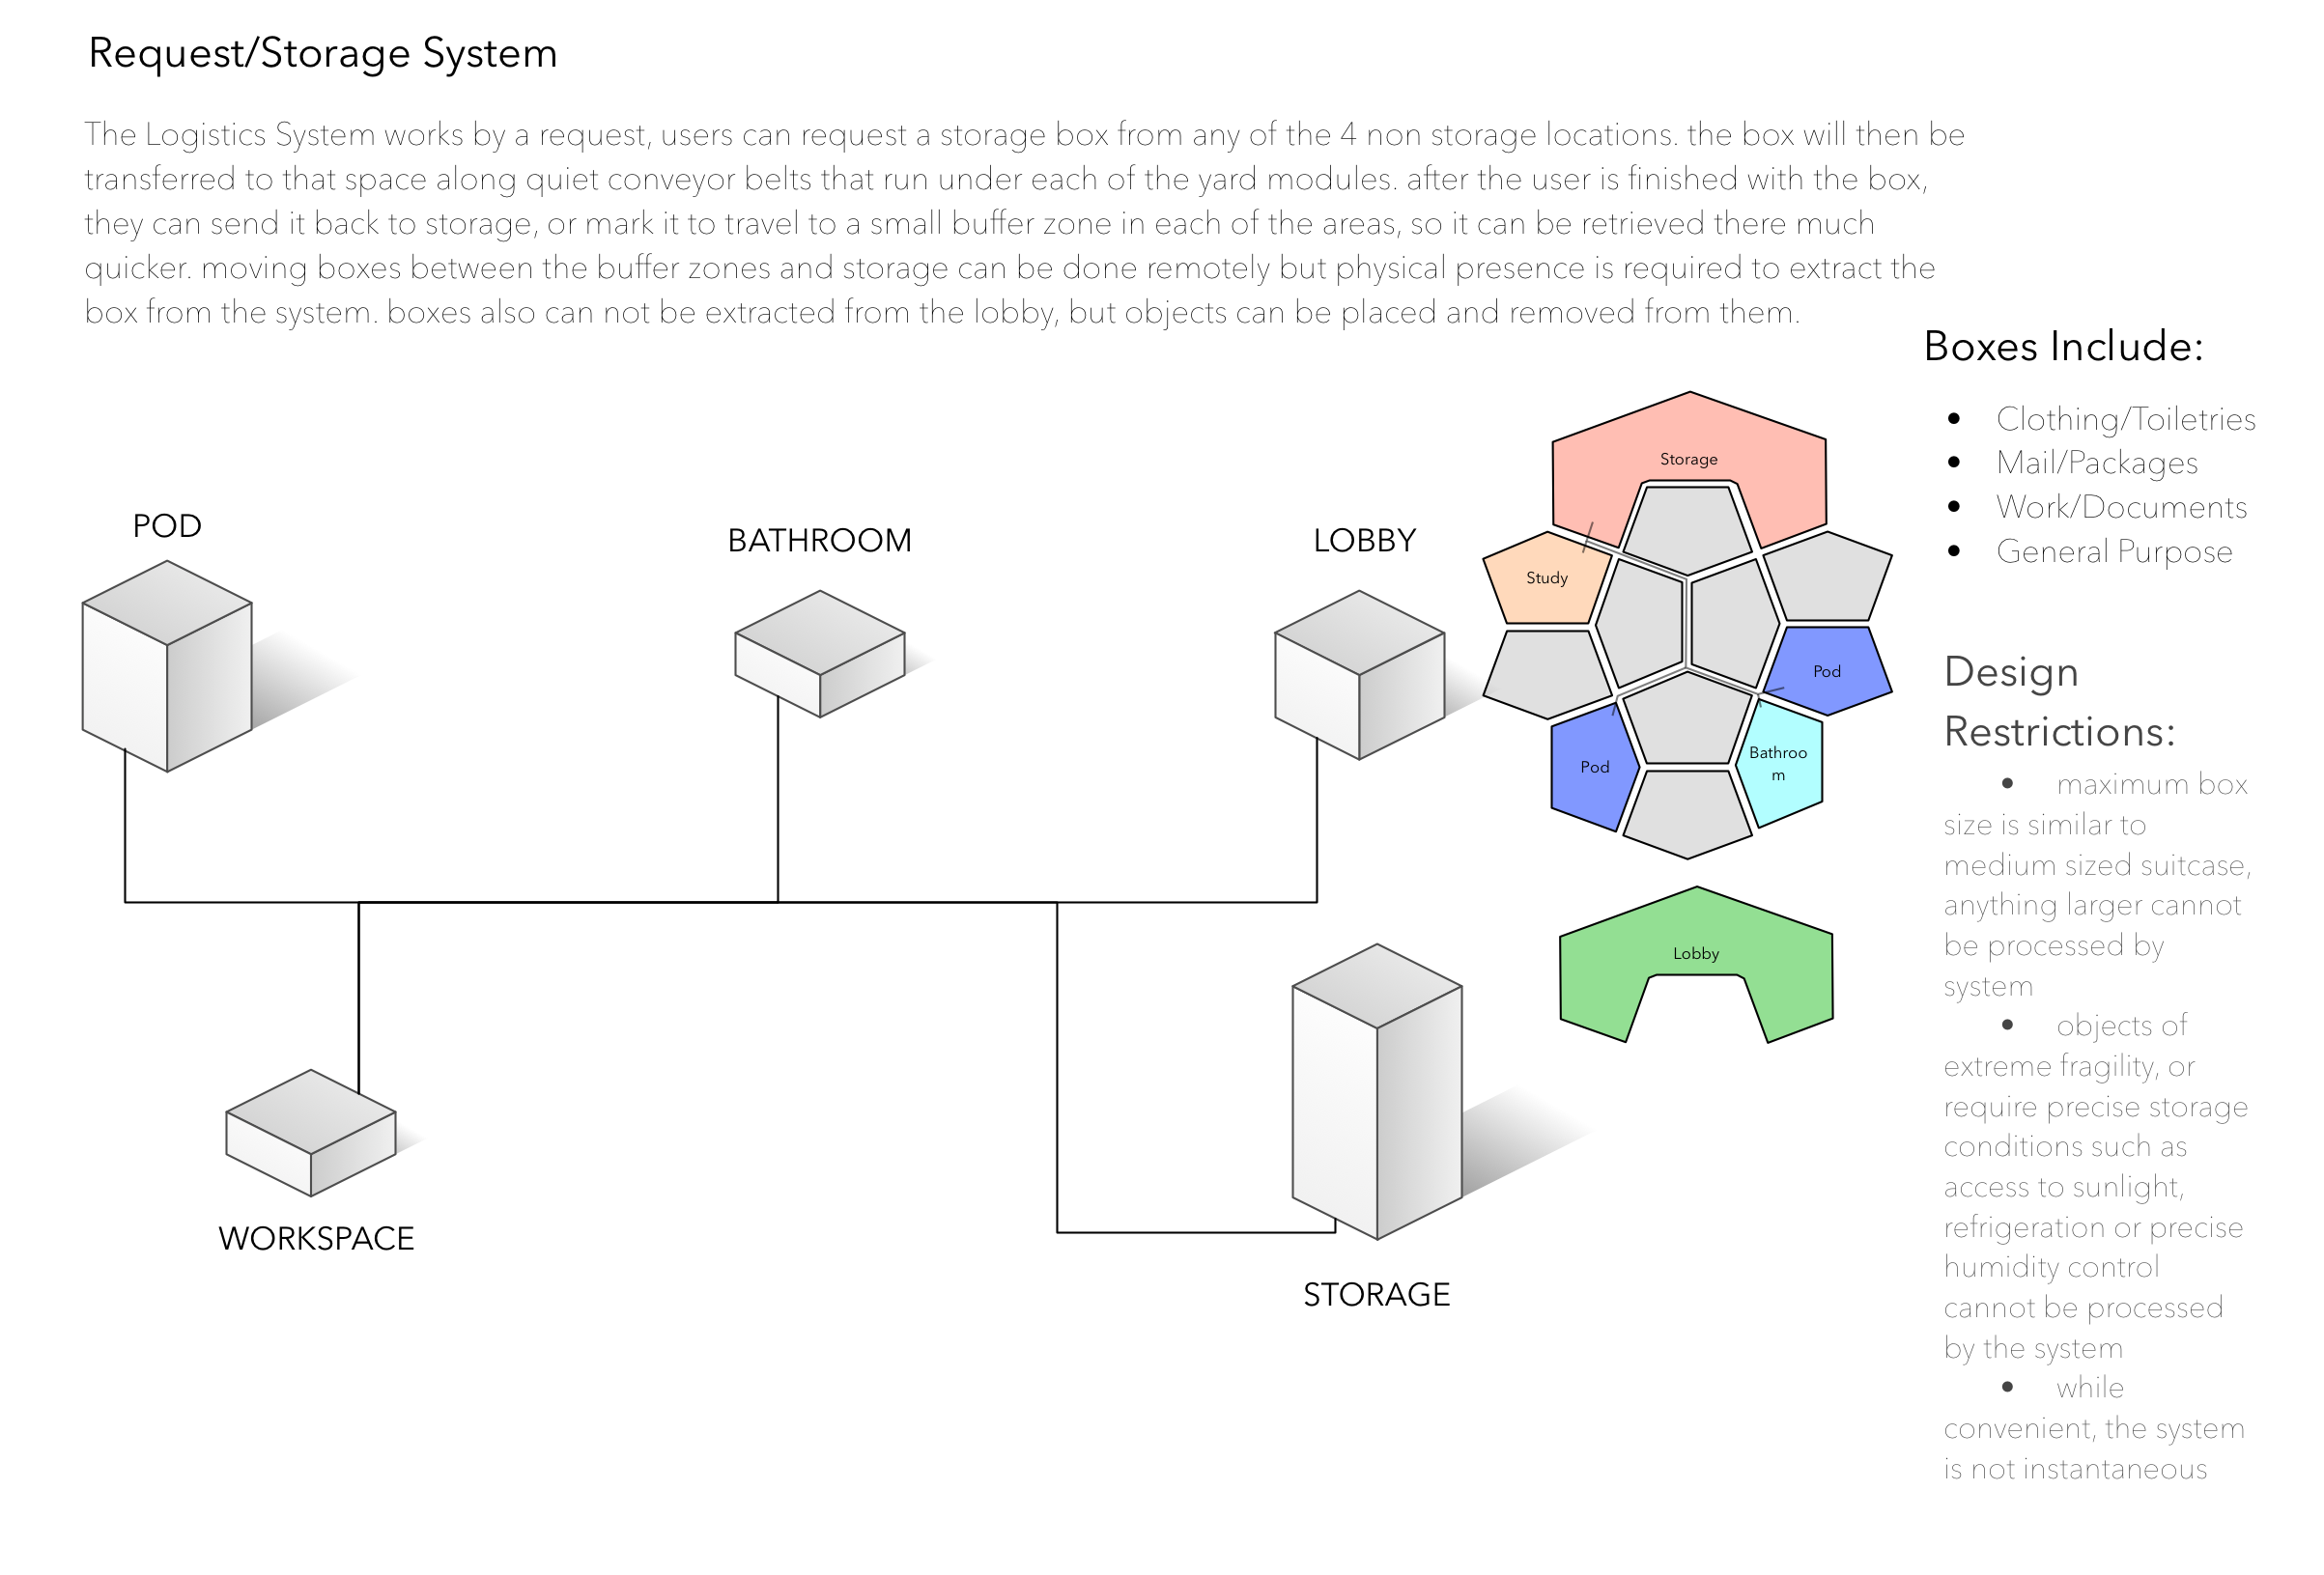 Request/Storage System
The Logistics System works by a request, users can request a storage box from any of the 4 non storage locations. the box will then be
transferred to that space along quiet conveyor belts that run under each of the yard modules. after the user is finished with the box,
they can send it back to storage, or mark it to travel to a small buffer zone in each of the areas, so it can be retrieved there much
quicker. moving boxes between the buffer zones and storage can be done remotely but physical presence is required to extract the
box from the system. boxes also can not be extracted from the lobby, but objects can be placed and removed from them.
POD
BATHROOM
LOBBY
WORKSPACE
STORAGE
Storage
Study
Pod
Pod
Bathroo
m
Lobby
Boxes Include:
• Clothing/Toiletries
• Mail/Packages
• Work/Documents
• General Purpose
Design
Restrictions:
• maximum box
size is similar to
medium sized suitcase,
anything larger cannot
be processed by
system
• objects of
extreme fragility, or
require precise storage
conditions such as
access to sunlight,
refrigeration or precise
humidity control
cannot be processed
by the system
• while
convenient, the system
is not instantaneous